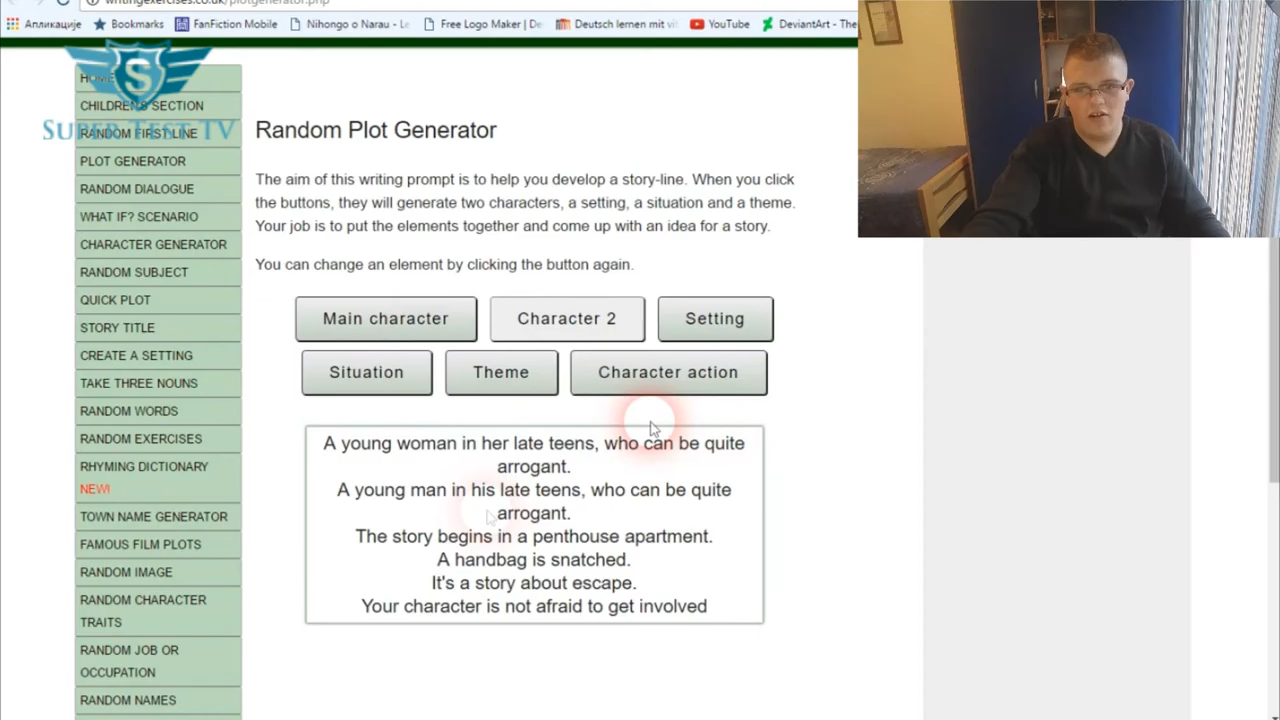 writingexercises.co.uk/plotgenerator.php
Апликације
Bookmarks
FanFiction Mobile
Nihongo o Narau - Le
Free Logo Maker | De
Deutsch lernen mit vi
YouTube
DeviantArt - The
S
SUPER TEST TV
HOME
CHILDREN'S SECTION
RANDOM FIRST LINE
PLOT GENERATOR
RANDOM DIALOGUE
WHAT IF? SCENARIO
CHARACTER GENERATOR
RANDOM SUBJECT
QUICK PLOT
STORY TITLE
CREATE A SETTING
TAKE THREE NOUNS
RANDOM WORDS
RANDOM EXERCISES
RHYMING DICTIONARY
NEW!
TOWN NAME GENERATOR
FAMOUS FILM PLOTS
RANDOM IMAGE
RANDOM CHARACTER
TRAITS
RANDOM JOB OR
OCCUPATION
RANDOM NAMES
Random Plot Generator
The aim of this writing prompt is to help you develop a story-line. When you click
the buttons, they will generate two characters, a setting, a situation and a theme.
Your job is to put the elements together and come up with an idea for a story.
You can change an element by clicking the button again.
Main character
Character 2
Setting
Situation
Theme
Character action
A young woman in her late teens, who can be quite
arrogant.
A young man in his late teens, who can be quite
arrogant.
The story begins in a penthouse apartment.
A handbag is snatched.
It's a story about escape.
Your character is not afraid to get involved